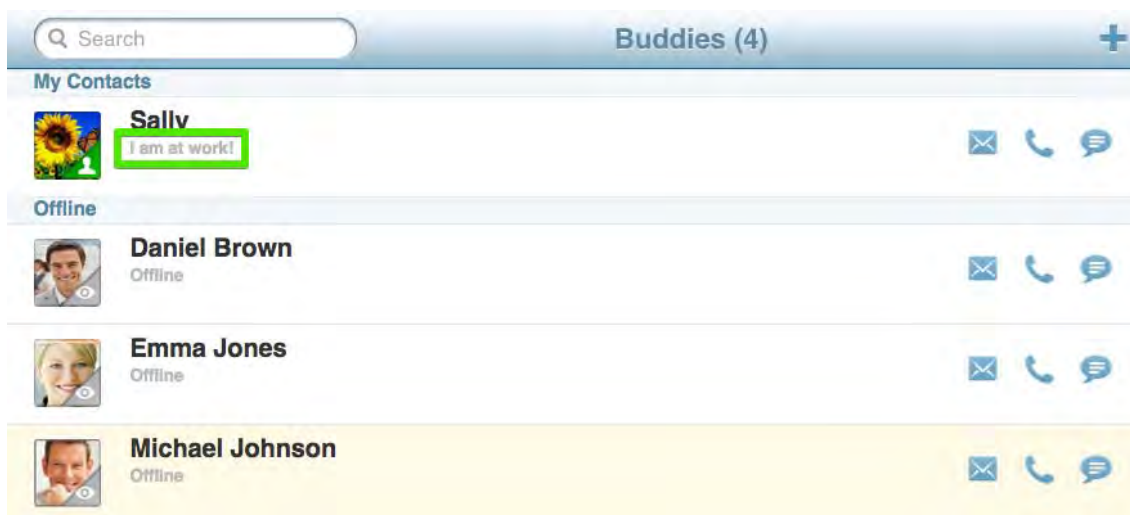 Search
Buddies (4)
My Contacts
Sally
I am at work!
Offline
Daniel Brown
Offline
Emma Jones
Offline
Michael Johnson
Offline